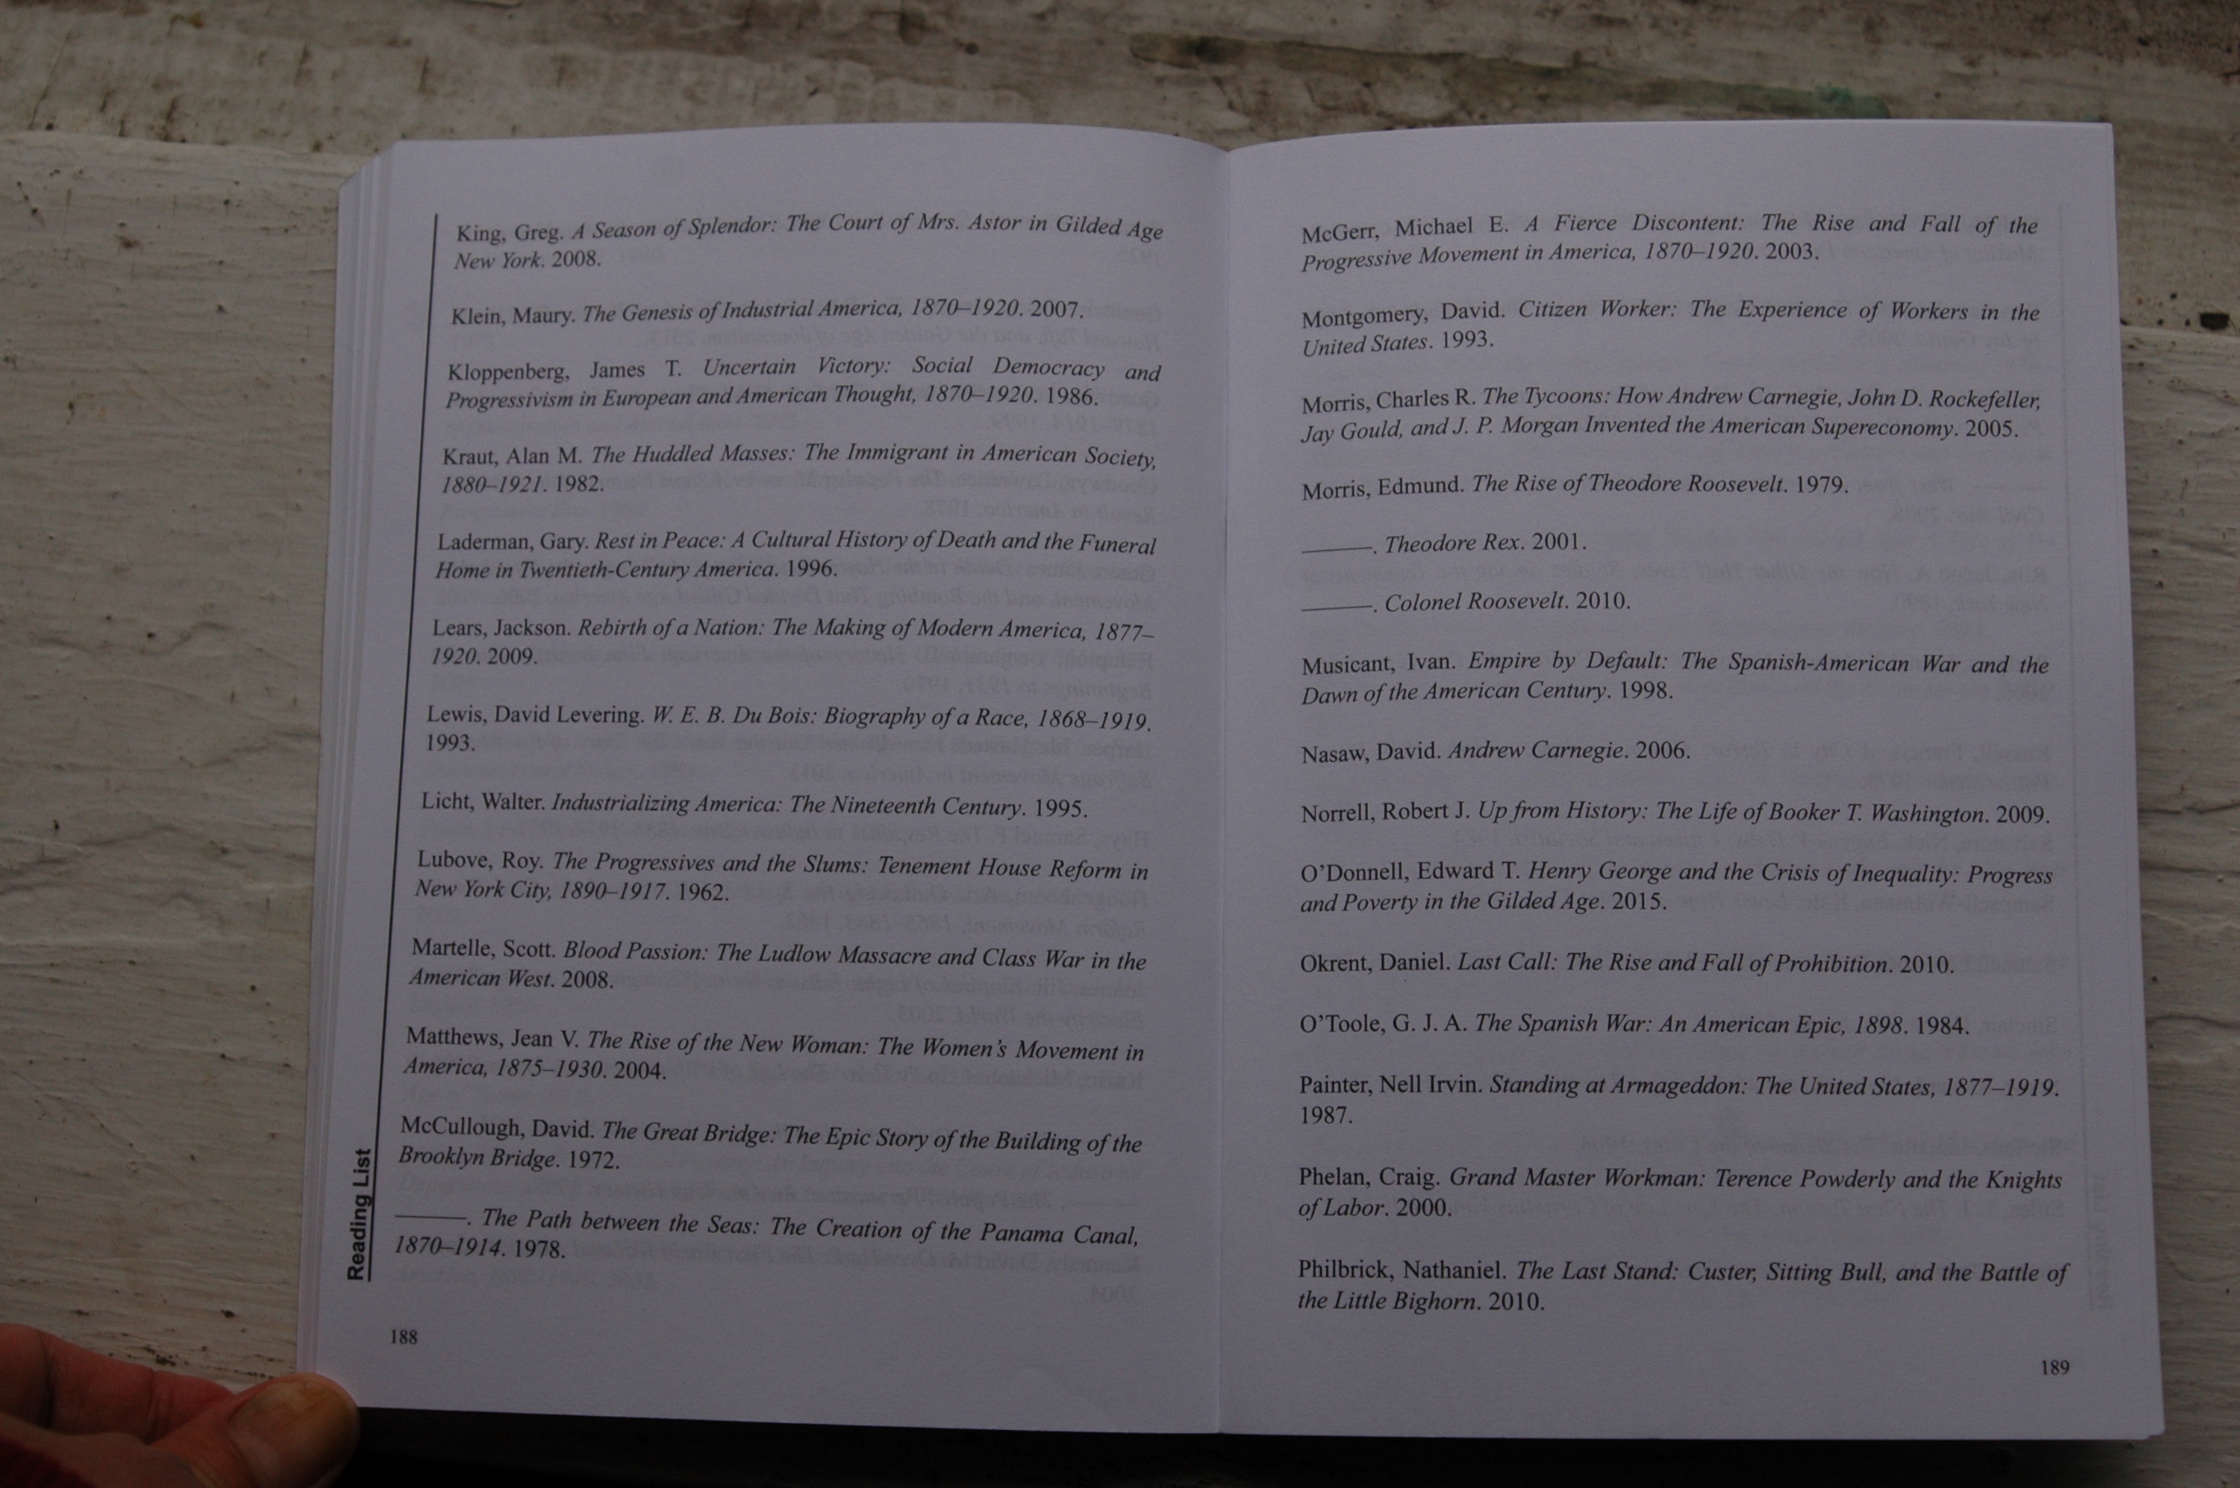 King, Greg. A Season of Splendor: The Court of Mrs. Astor in Gilded Age
New York. 2008.
Klein, Maury. The Genesis of Industrial America, 1870–1920. 2007.
Kloppenberg, James T. Uncertain Victory: Social Democracy and
Progressivism in European and American Thought, 1870–1920. 1986.
Kraut, Alan M. The Huddled Masses: The Immigrant in American Society,
1880–1921. 1982.
Laderman, Gary. Rest in Peace: A Cultural History of Death and the Funeral
Home in Twentieth-Century America. 1996.
Lears, Jackson. Rebirth of a Nation: The Making of Modern America, 1877–
1920. 2009.
Lewis, David Levering. W. E. B. Du Bois: Biography of a Race, 1868–1919.
1993.
Licht, Walter. Industrializing America: The Nineteenth Century. 1995.
Lubove, Roy. The Progressives and the Slums: Tenement House Reform in
New York City, 1890–1917. 1962.
Martelle, Scott. Blood Passion: The Ludlow Massacre and Class War in the
American West. 2008.
Matthews, Jean V. The Rise of the New Woman: The Women’s Movement in
America, 1875–1930. 2004.
McCullough, David. The Great Bridge: The Epic Story of the Building of the
Brooklyn Bridge. 1972.
———. The Path between the Seas: The Creation of the Panama Canal,
1870–1914. 1978.
Reading List
188
McGerr, Michael E. A Fierce Discontent: The Rise and Fall of the
Progressive Movement in America, 1870–1920. 2003.
Montgomery, David. Citizen Worker: The Experience of Workers in the
United States. 1993.
Morris, Charles R. The Tycoons: How Andrew Carnegie, John D. Rockefeller,
Jay Gould, and J. P. Morgan Invented the American Supereconomy. 2005.
Morris, Edmund. The Rise of Theodore Roosevelt. 1979.
———. Theodore Rex. 2001.
———. Colonel Roosevelt. 2010.
Musicant, Ivan. Empire by Default: The Spanish-American War and the
Dawn of the American Century. 1998.
Nasaw, David. Andrew Carnegie. 2006.
Norrell, Robert J. Up from History: The Life of Booker T. Washington. 2009.
O’Donnell, Edward T. Henry George and the Crisis of Inequality: Progress
and Poverty in the Gilded Age. 2015.
Okrent, Daniel. Last Call: The Rise and Fall of Prohibition. 2010.
O’Toole, G. J. A. The Spanish War: An American Epic, 1898. 1984.
Painter, Nell Irvin. Standing at Armageddon: The United States, 1877–1919.
1987.
Phelan, Craig. Grand Master Workman: Terence Powderly and the Knights
of Labor. 2000.
Philbrick, Nathaniel. The Last Stand: Custer, Sitting Bull, and the Battle of
the Little Bighorn. 2010.
189